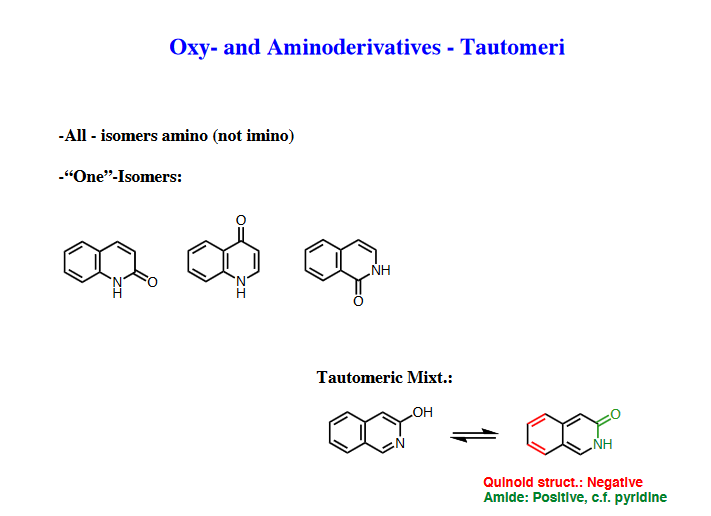 Oxy- and Aminoderivatives - Tautomeri
-All - isomers amino (not imino)
-“One”-Isomers:
O
N
H
O
O
N
H
NH
O
Tautomeric Mixt.:
OH
N
O
NH
Quinoid struct.: Negative
Amide: Positive, c.f. pyridine